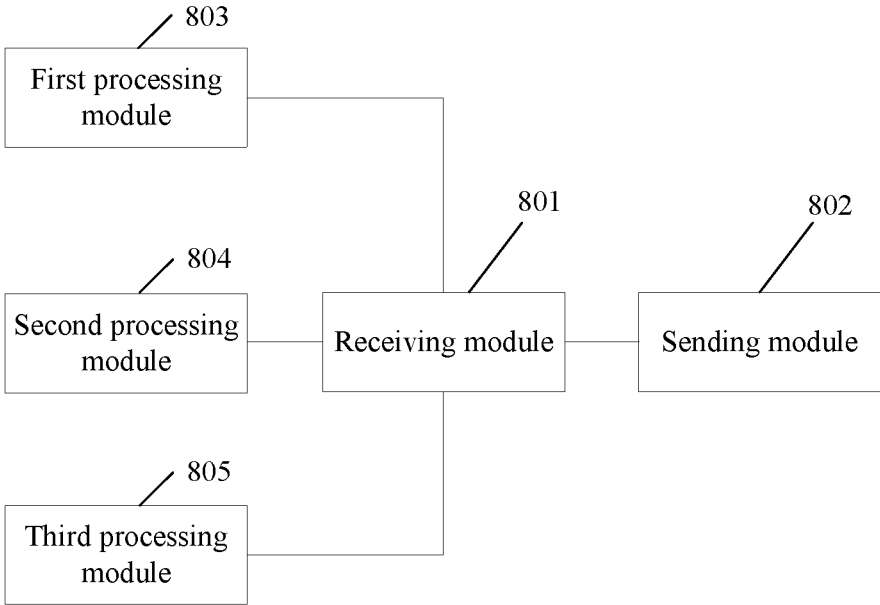 803
First processing
module
801
802
804
Second processing
module
Receiving module
Sending module
805
Third processing
module